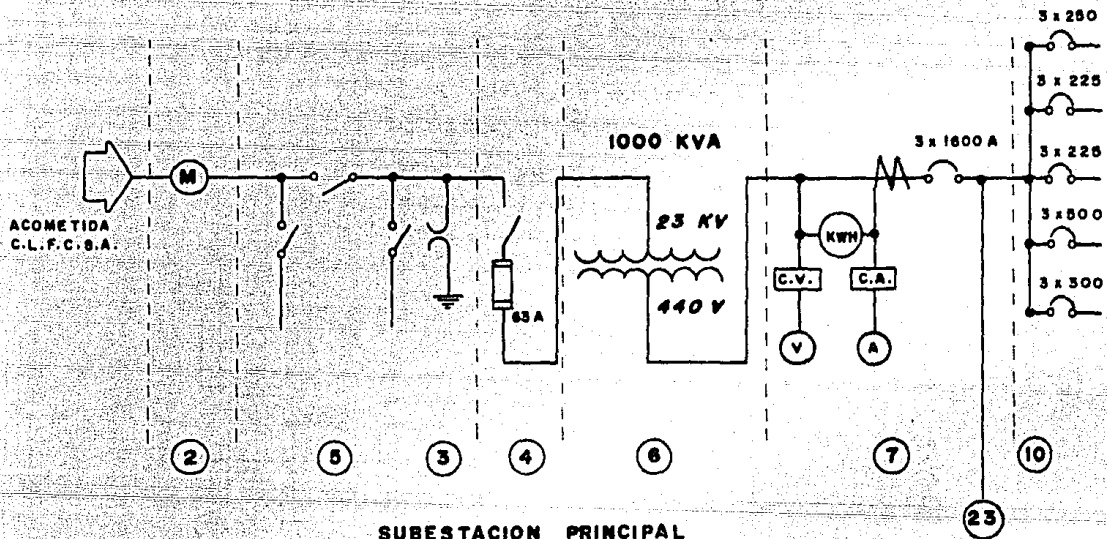 3 x 250
3 x 225
3 x 225
3 x 500
3 x 300
1000 KVA
3 x 1600 A
M
ACOMETIDA
C.L.F.C.S.A.
23 KV
440 V
63 A
KWH
C.V.
C.A.
V
A
2
5
3
4
6
7
10
23
SUBESTACION PRINCIPAL